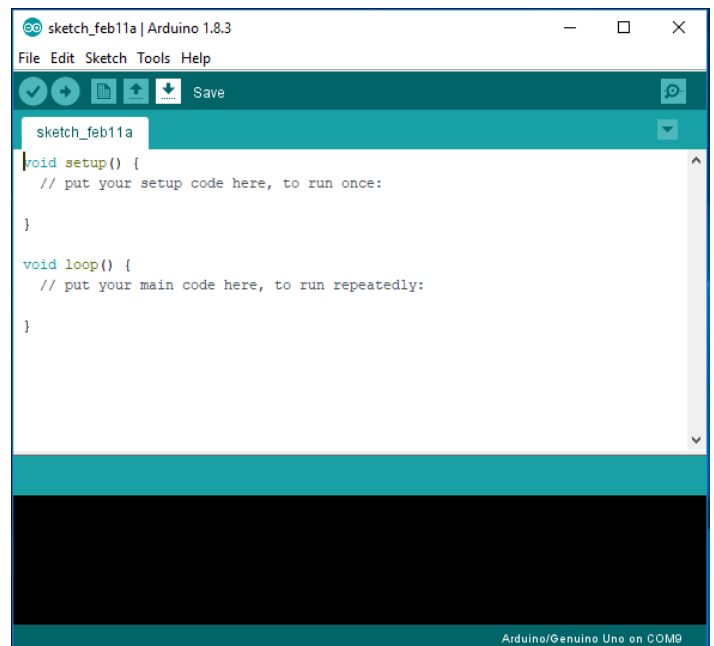 sketch_feb11a | Arduino 1.8.3
File Edit Sketch Tools Help
Save
sketch_feb11a
void setup() {
  // put your setup code here, to run once:
}
void loop() {
  // put your main code here, to run repeatedly:
}
Arduino/Genuino Uno on COM9